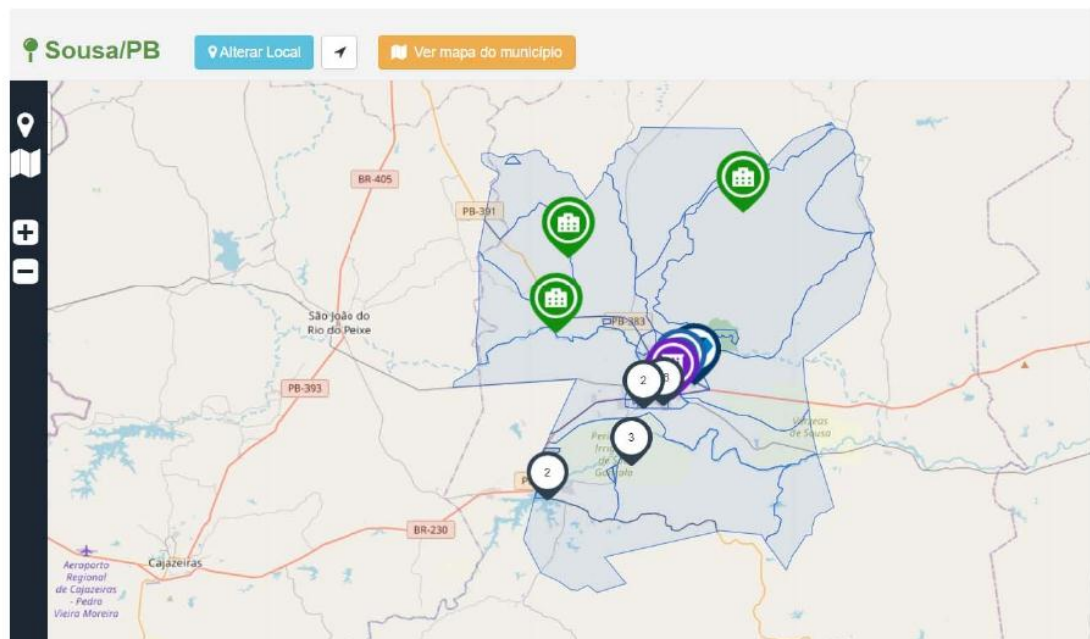 Sousa/PB
Alterar Local
Ver mapa do município
BR-405
PB-391
São João do
Rio do Peixe
PB-383
PB-393
2
8
3
2
Várzeas
de Sousa
BR-230
Cajazeiras
Aeroporto
Regional
de Cajazeiras
- Pedro
Vieira Moreira